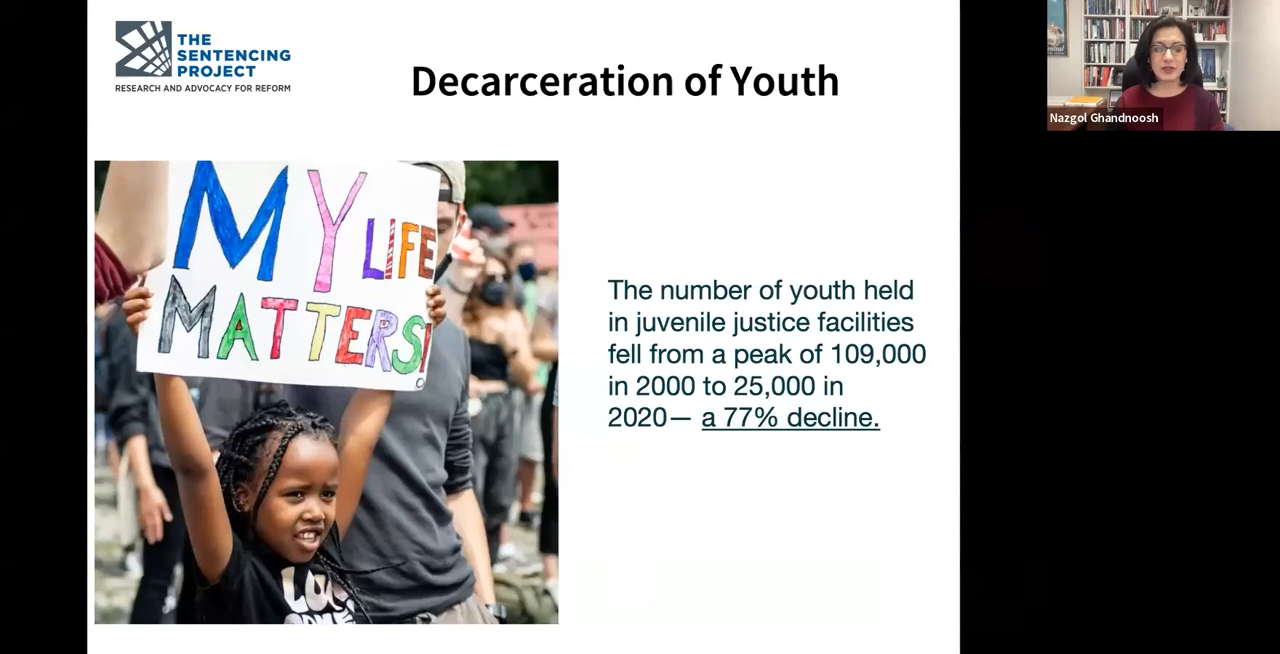 THE
SENTENCING
PROJECT
RESEARCH AND ADVOCACY FOR REFORM
Decarceration of Youth
Nazgol Ghandnoosh
MY LIFE
MATTERS!
The number of youth held
in juvenile justice facilities
fell from a peak of 109,000
in 2000 to 25,000 in
2020— a 77% decline.